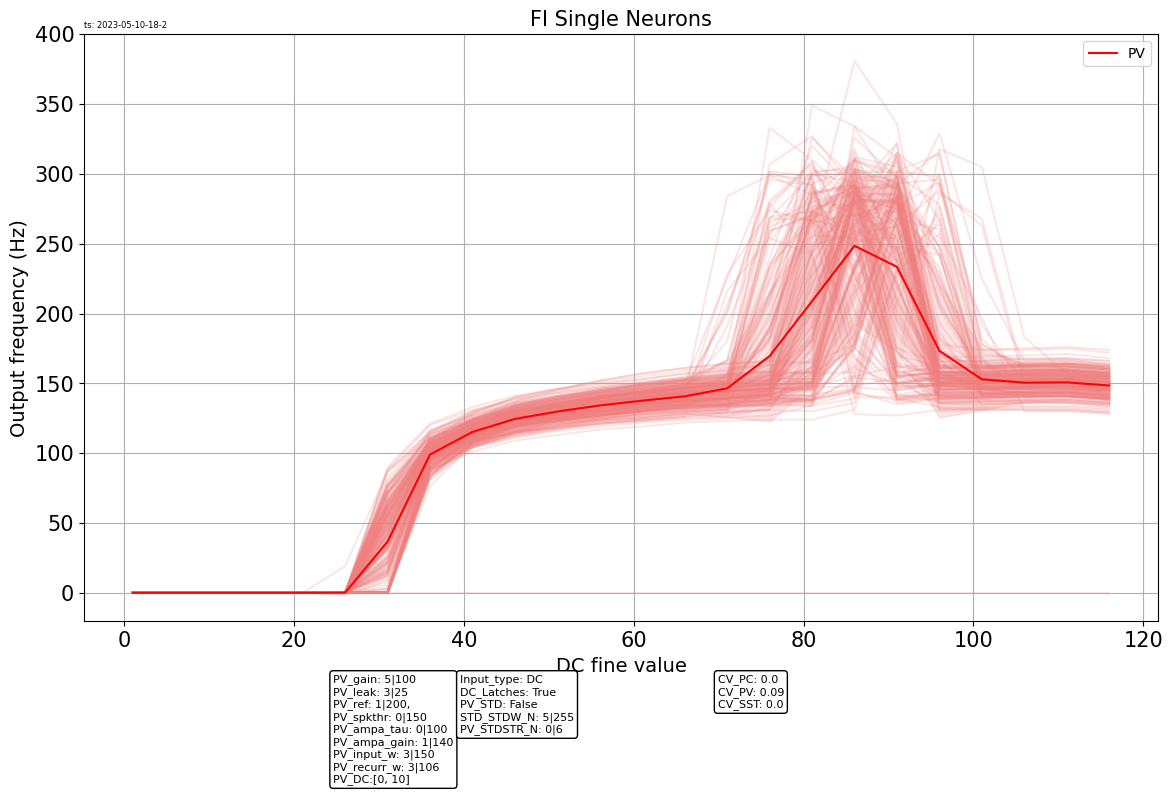 FI Single Neurons
ts: 2023-05-10-18-2
PV
Output frequency (Hz)
400
350
300
250
200
150
100
50
0
0 20 40 60 80 100 120
DC fine value
PV_gain: 5|100
PV_leak: 3|25
PV_ref: 1|200,
PV_spkthr: 0|150
PV_ampa_tau: 0|100
PV_ampa_gain: 1|140
PV_input_w: 3|150
PV_recurr_w: 3|106
PV_DC:[0, 10]
Input_type: DC
DC_Latches: True
PV_STD: False
STD_STDW_N: 5|255
PV_STDSTR_N: 0|6
CV_PC: 0.0
CV_PV: 0.09
CV_SST: 0.0